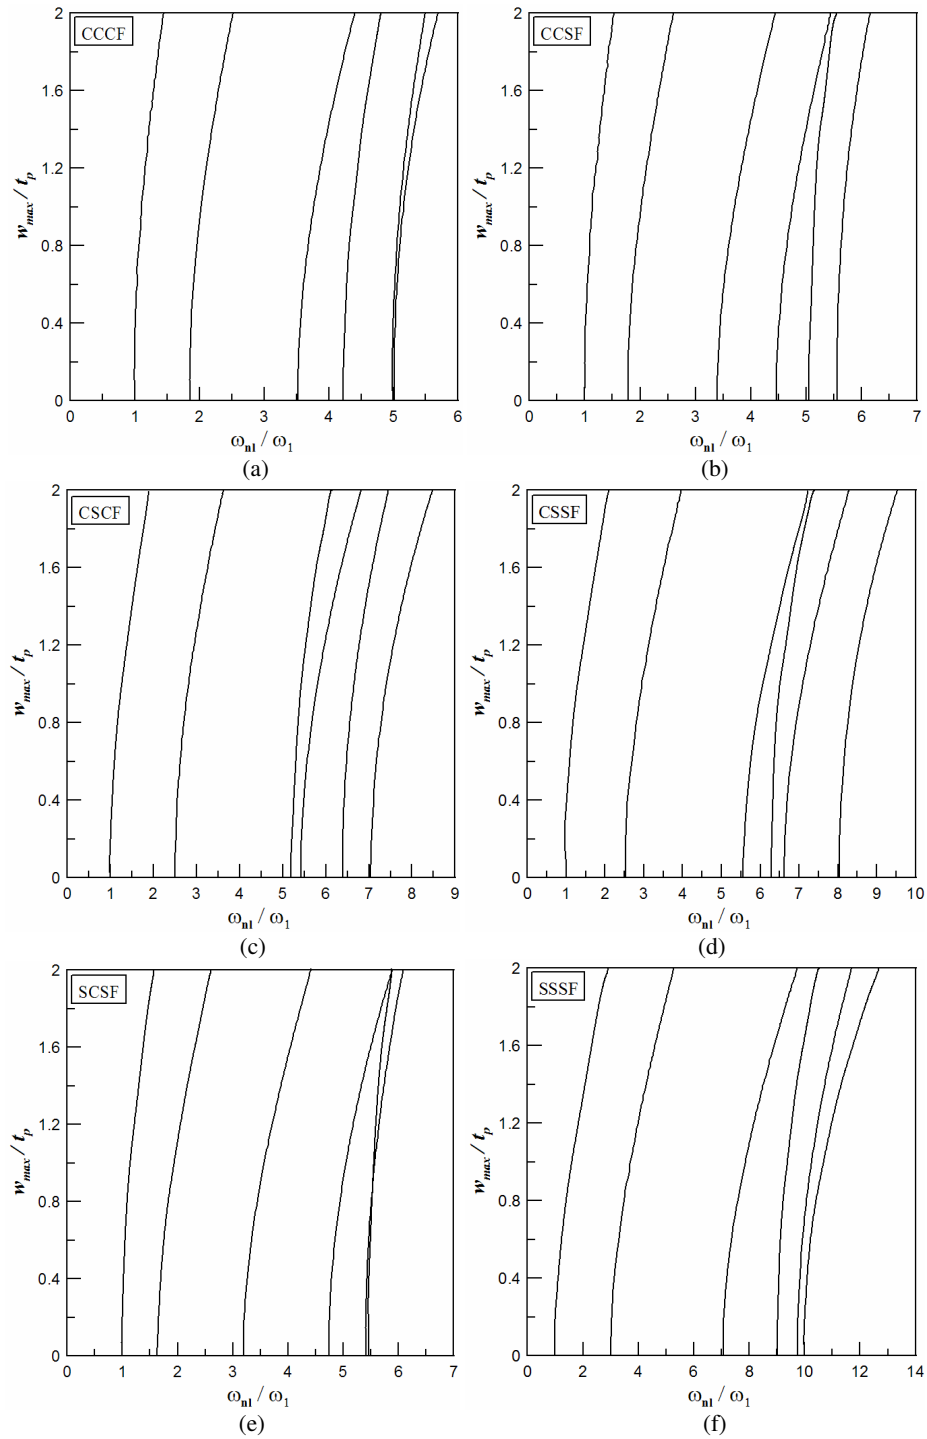 CCCF
2
1.6
1.2
0.8
0.4
0
w_max / t_p
0 1 2 3 4 5 6
ω_nl / ω_1
(a)
CCSF
2
1.6
1.2
0.8
0.4
0
w_max / t_p
0 1 2 3 4 5 6 7
ω_nl / ω_1
(b)
CSCF
2
1.6
1.2
0.8
0.4
0
w_max / t_p
0 1 2 3 4 5 6 7 8 9
ω_nl / ω_1
(c)
CSSF
2
1.6
1.2
0.8
0.4
0
w_max / t_p
0 1 2 3 4 5 6 7 8 9 10
ω_nl / ω_1
(d)
SCSF
2
1.6
1.2
0.8
0.4
0
w_max / t_p
0 1 2 3 4 5 6 7
ω_nl / ω_1
(e)
SSSF
2
1.6
1.2
0.8
0.4
0
w_max / t_p
0 2 4 6 8 10 12 14
ω_nl / ω_1
(f)